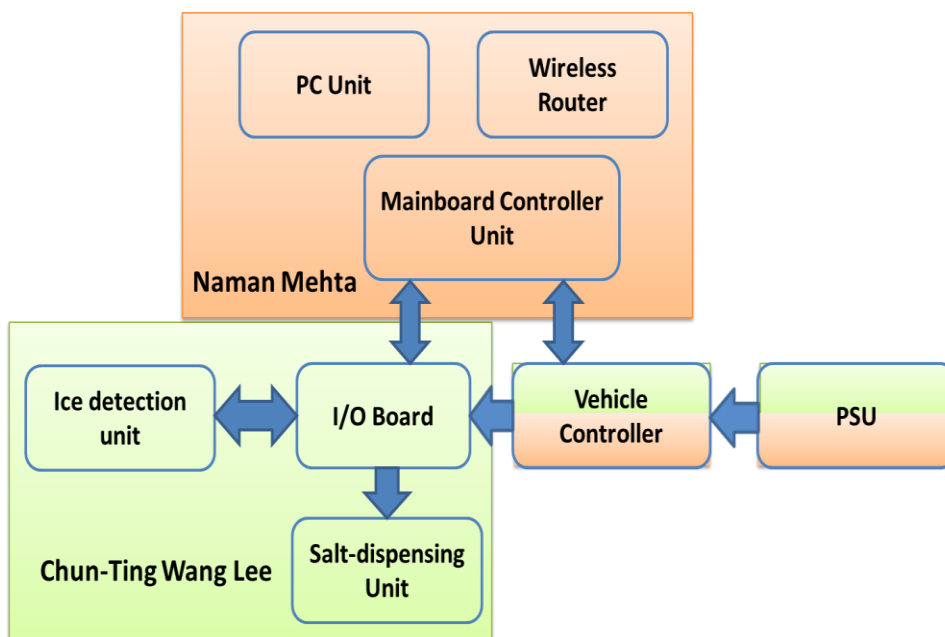 PC Unit
Wireless
Router
Mainboard Controller
Unit
Naman Mehta
Ice detection
unit
I/O Board
Vehicle
Controller
PSU
Salt-dispensing
Unit
Chun-Ting Wang Lee